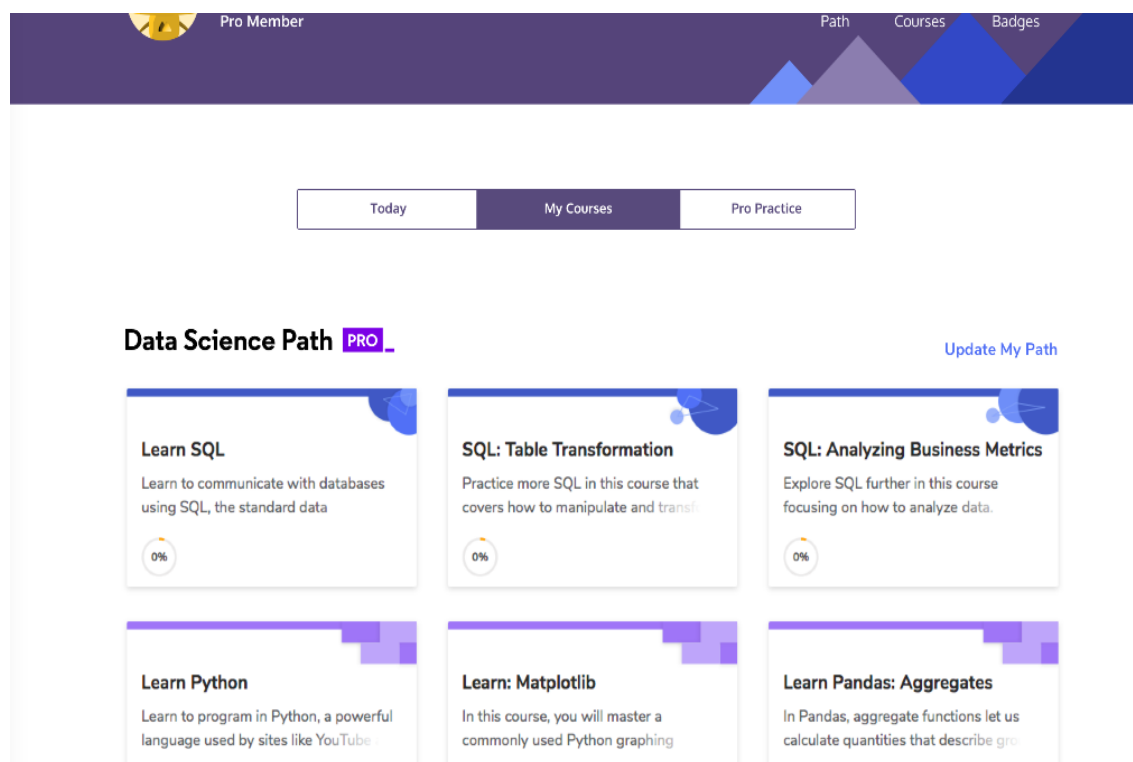 Pro Member
Path Courses Badges
Today My Courses Pro Practice
Data Science Path PRO_
Update My Path
Learn SQL
Learn to communicate with databases
using SQL, the standard data
0%
SQL: Table Transformation
Practice more SQL in this course that
covers how to manipulate and
0%
SQL: Analyzing Business Metrics
Explore SQL further in this course
focusing on how to analyze data.
0%
Learn Python
Learn to program in Python, a powerful
language used by sites like YouTube
Learn: Matplotlib
In this course, you will master a
commonly used Python graphing
Learn Pandas: Aggregates
In Pandas, aggregate functions let us
calculate quantities that describe